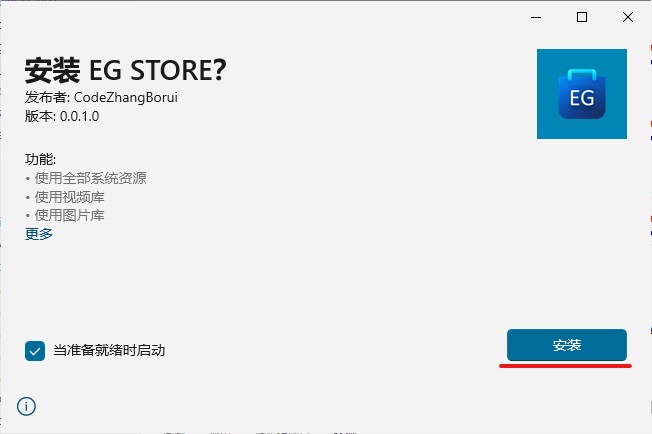 安装 EG STORE?
发布者: CodeZhangBorui
版本: 0.0.1.0
EG
功能:
• 使用全部系统资源
• 使用视频库
• 使用图片库
更多
当准备就绪时启动
安装